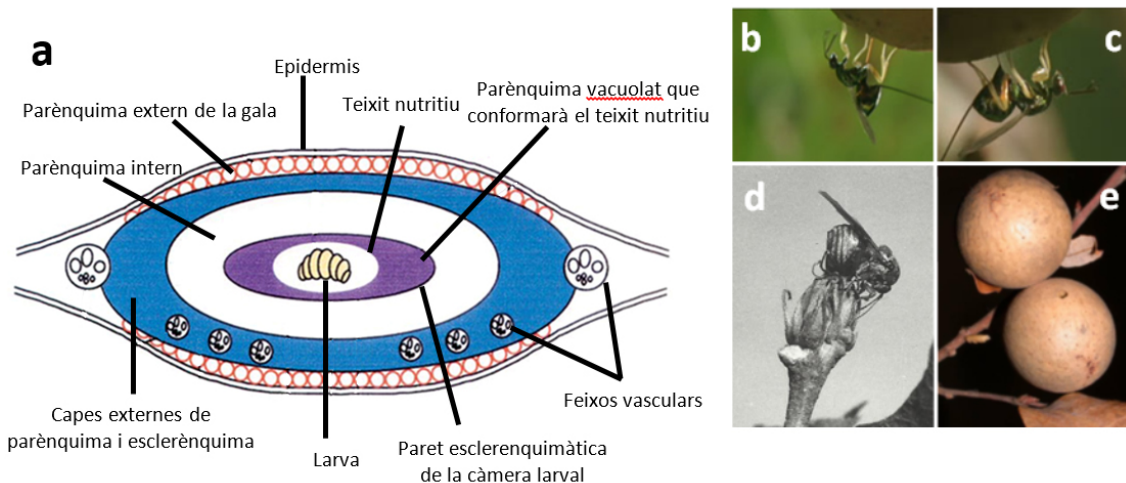 a
Epidermis
Parènquima extern de la gala
Teixit nutritiu
Parènquima vacuolat que
conformarà el teixit nutritiu
Parènquima intern
Capes externes de
parènquima i esclerènquima
Larva
Paret esclerenquimàtica
de la càmera larval
Feixos vasculars
b
c
d
e